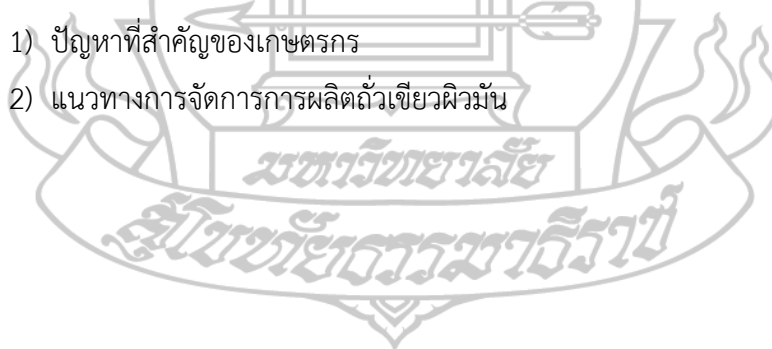 1) ปัญหาที่สำคัญของเกษตรกร
2) แนวทางการจัดการการผลิตถั่วเขียวผิวมัน
มหาวิทยาลัย
สุโขทัยธรรมาธิราช